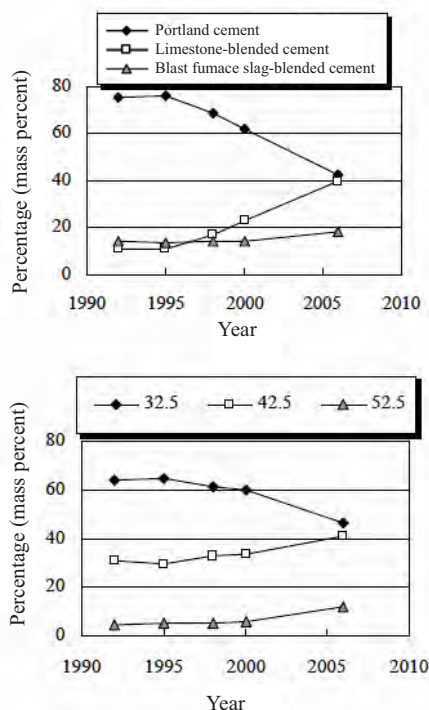 Portland cement
Limestone-blended cement
Blast fumace slag-blended cement
Percentage (mass percent)
80
60
40
20
0
1990 1995 2000 2005 2010
Year
32.5 42.5 52.5
Percentage (mass percent)
80
60
40
20
0
1990 1995 2000 2005 2010
Year